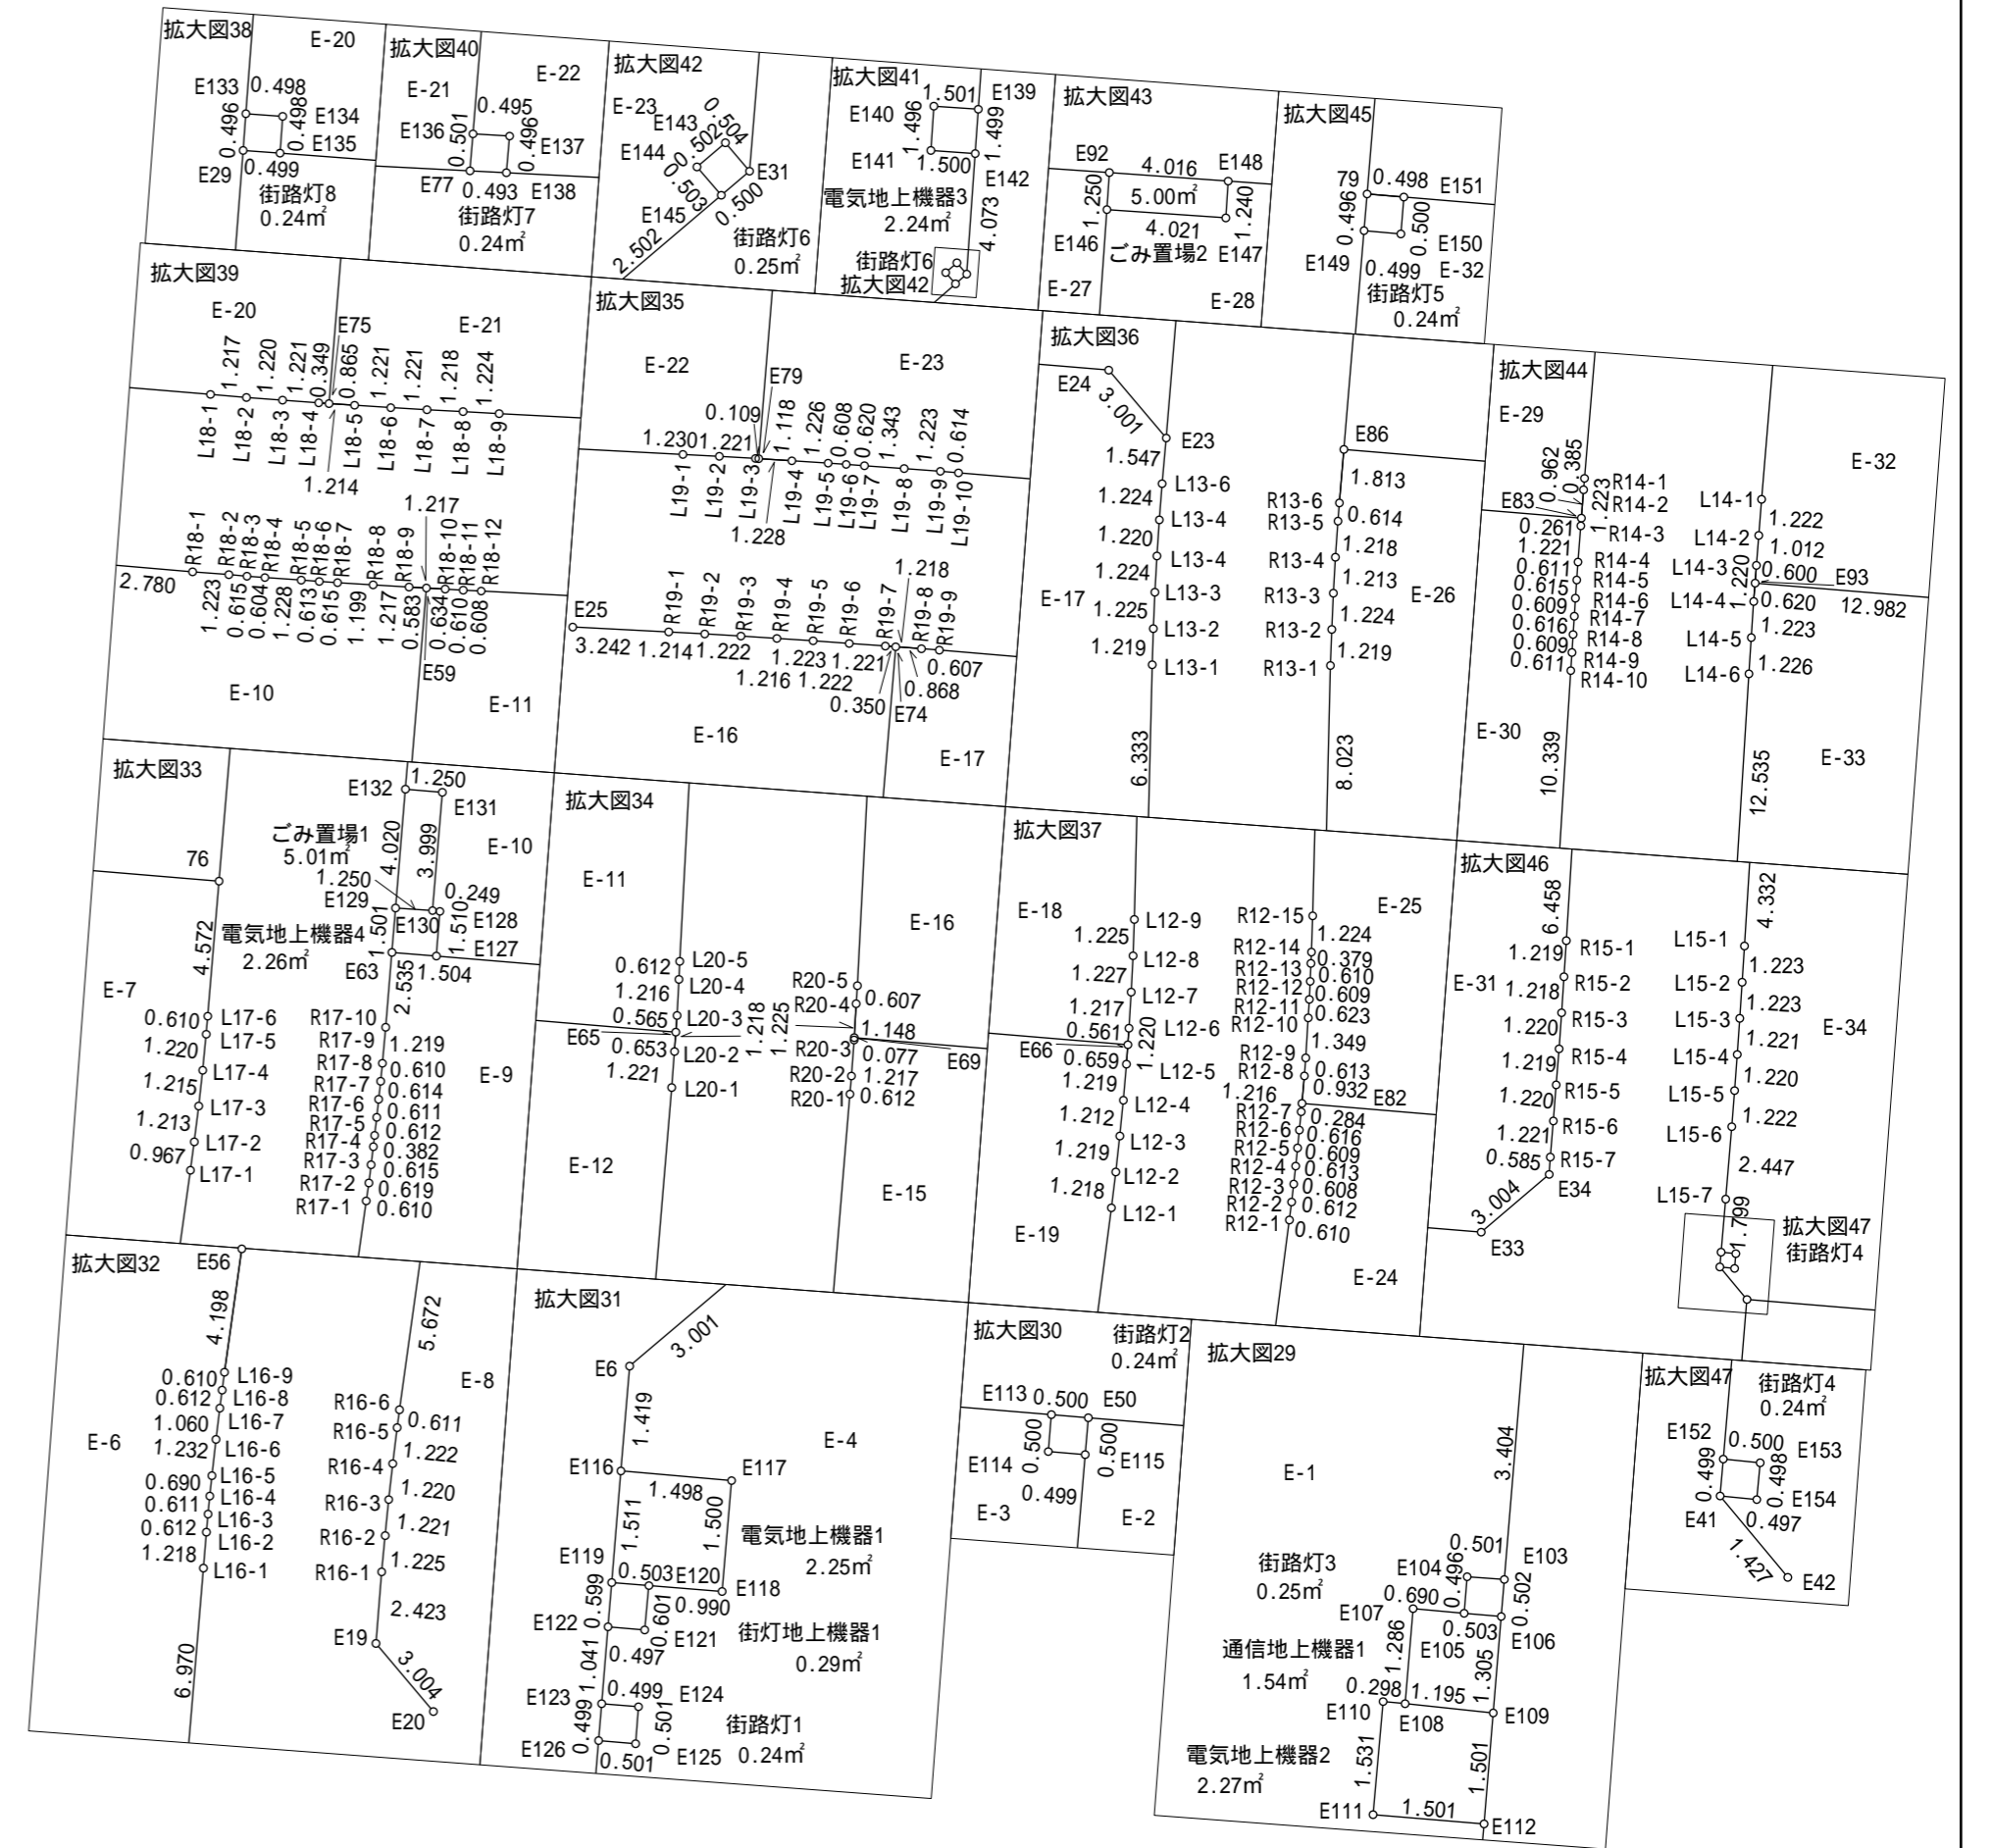 拡大図38
E-20
E133
0.498
0.496
0.498
E134
E135
E29
0.499
街路灯8
0.24㎡
拡大図40
E-21
E-22
0.495
E136
0.501
0.496
E137
E77
0.493
E138
街路灯7
0.24㎡
拡大図42
E-23
E143
0.504
0.502
E144
E31
0.503
0.500
E145
2.502
街路灯6
0.25㎡
拡大図41
1.501
E139
E140
1.496
1.499
E141
1.500
E142
電気地上機器3
2.24㎡
4.073
街路灯6
拡大図42
拡大図43
E92
4.016
E148
1.250
5.00㎡
1.240
4.021
E146
ごみ置場2
E147
E-27
E-28
拡大図45
79
0.498
E151
0.496
0.500
E150
E149
0.499
E-32
街路灯5
0.24㎡
拡大図39
E-20
E75
E-21
1.217
1.220
1.221
0.349
0.865
1.221
1.221
1.218
1.224
L18-1
L18-2
L18-3
L18-4
L18-5
L18-6
L18-7
L18-8
L18-9
1.214
1.217
R18-1
R18-2
R18-3
R18-4
R18-5
R18-6
R18-7
R18-8
R18-9
R18-10
R18-11
R18-12
2.780
1.223
0.615
0.604
1.228
0.613
0.615
1.199
1.217
0.583
0.634
0.610
0.608
E59
E-10
E-11
拡大図35
E-22
E-23
E79
0.109
1.230
1.221
1.118
1.226
0.608
0.620
1.343
1.223
0.614
L19-1
L19-2
L19-3
L19-4
L19-5
L19-6
L19-7
L19-8
L19-9
L19-10
1.228
E25
R19-1
R19-2
R19-3
R19-4
R19-5
R19-6
R19-7
R19-8
R19-9
1.218
3.242
1.214
1.222
1.216
1.223
1.222
1.221
0.350
0.868
0.607
E74
E-16
E-17
拡大図36
E24
3.001
E23
1.547
L13-6
1.224
L13-4
1.220
L13-4
1.224
L13-3
1.225
L13-2
1.219
L13-1
6.333
E-17
E86
1.813
R13-6
0.614
R13-5
1.218
R13-4
1.213
R13-3
1.224
R13-2
1.219
R13-1
8.023
E-26
拡大図44
E-29
0.962
0.385
R14-1
R14-2
1.223
E83
0.261
R14-3
1.221
R14-4
0.611
R14-5
0.615
R14-6
0.609
R14-7
0.616
R14-8
0.609
R14-9
0.611
R14-10
E-30
10.339
E-32
L14-1
1.222
L14-2
1.012
L14-3
0.600
E93
1.220
L14-4
0.620
12.982
1.223
L14-5
1.226
L14-6
E-33
12.535
拡大図33
76
4.572
E-7
0.610
L17-6
L17-5
1.220
L17-4
1.215
L17-3
1.213
L17-2
0.967
L17-1
E132
1.250
E131
ごみ置場1
5.01㎡
4.020
3.999
E-10
1.250
0.249
E129
E130
E128
電気地上機器4
2.26㎡
1.501
1.510
E127
E63
1.504
2.535
R17-10
R17-9
1.219
R17-8
0.610
R17-7
0.614
R17-6
0.611
R17-5
0.612
R17-4
0.382
R17-3
0.615
R17-2
0.619
R17-1
0.610
E-9
拡大図34
E-11
E-16
0.612
L20-5
L20-4
1.216
L20-3
0.565
E65
0.653
L20-2
1.221
L20-1
1.218
1.225
R20-5
R20-4
0.607
1.148
R20-3
0.077
E69
R20-2
1.217
R20-1
0.612
E-12
E-15
拡大図37
E-18
L12-9
1.225
L12-8
1.227
L12-7
1.217
L12-6
0.561
E66
1.220
0.659
L12-5
1.219
L12-4
1.212
L12-3
1.219
L12-2
1.218
L12-1
E-19
E-25
R12-15
1.224
R12-14
0.379
R12-13
0.610
R12-12
0.609
R12-11
0.623
R12-10
1.349
R12-9
0.613
R12-8
0.932
E82
1.216
R12-7
0.284
R12-6
0.616
R12-5
0.609
R12-4
0.613
R12-3
0.608
R12-2
0.612
R12-1
0.610
E-24
拡大図46
6.458
R15-1
1.219
R15-2
E-31
1.218
R15-3
1.220
R15-4
1.219
R15-5
1.220
R15-6
1.221
R15-7
0.585
E34
3.004
E33
4.332
L15-1
1.223
L15-2
1.223
L15-3
E-34
1.221
L15-4
1.220
L15-5
1.222
L15-6
2.447
L15-7
1.799
拡大図47
街路灯4
拡大図32
E56
4.198
0.610
L16-9
0.612
L16-8
1.060
L16-7
E-6
1.232
L16-6
0.690
L16-5
0.611
L16-4
0.612
L16-3
L16-2
1.218
L16-1
6.970
5.672
E-8
R16-6
0.611
R16-5
1.222
R16-4
1.220
R16-3
1.221
R16-2
1.225
R16-1
2.423
E19
3.004
E20
拡大図31
3.001
E6
1.419
E-4
E116
E117
1.498
1.511
1.500
電気地上機器1
2.25㎡
E119
0.503
E120
E118
0.599
0.601
0.990
E122
E121
街灯地上機器1
0.29㎡
0.497
1.041
E123
0.499
E124
0.499
0.501
街路灯1
0.24㎡
E126
0.501
E125
拡大図30
街路灯2
0.24㎡
E113
0.500
E50
0.500
0.500
E114
E115
0.499
E-3
E-2
拡大図29
3.404
E-1
0.501
E103
E104
0.496
街路灯3
0.25㎡
0.502
0.690
E107
0.503
E106
E105
通信地上機器1
1.54㎡
1.286
1.305
0.298
1.195
E110
E108
E109
1.531
1.501
電気地上機器2
2.27㎡
E111
1.501
E112
拡大図47
街路灯4
0.24㎡
E152
0.500
E153
0.499
0.498
E154
E41
0.497
1.427
E42